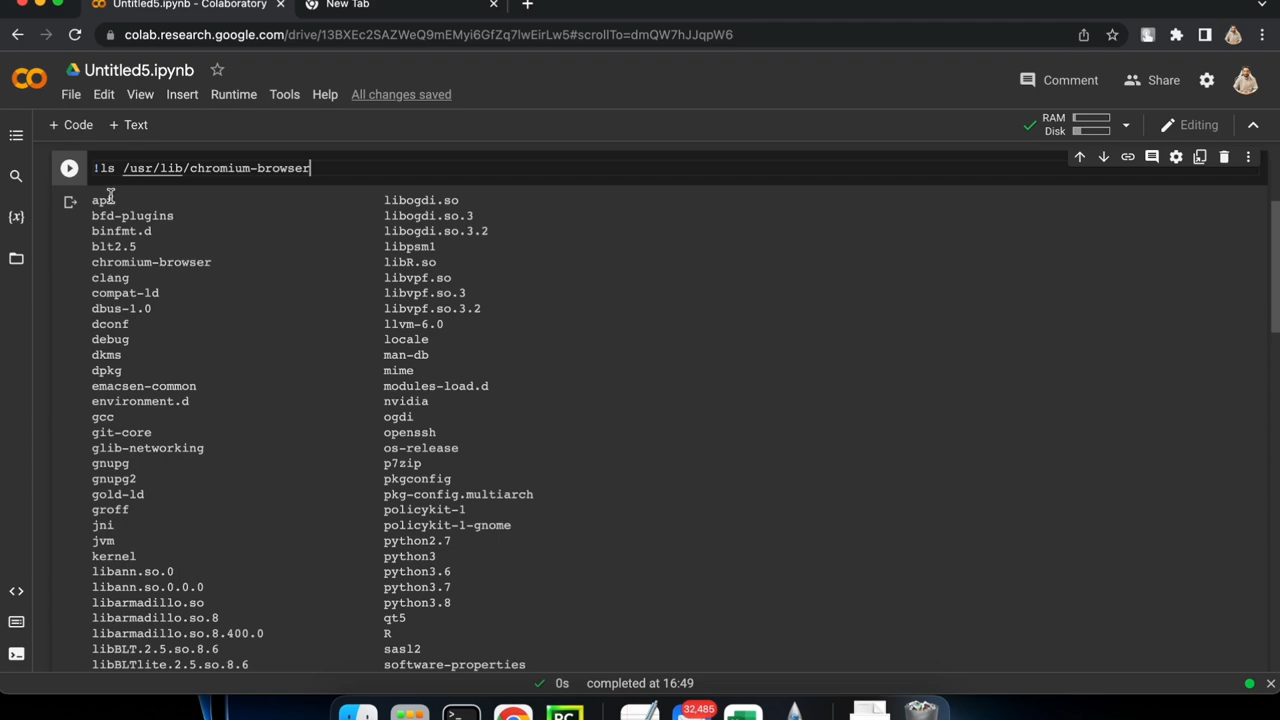 Untitled5.ipynb - Colaboratory
New Tab
colab.research.google.com/drive/13BXEc2SAZWeQ9mEMyi6GfZq7lwEirLw5#scrollTo=dmQW7hJJqpW6
Untitled5.ipynb
Comment
Share
File Edit View Insert Runtime Tools Help All changes saved
+ Code + Text
RAM
Disk
Editing
!ls /usr/lib/chromium-browser
{x}
libogdi.so
bfd-plugins libogdi.so.3
binfmt.d libogdi.so.3.2
blt2.5 libpsm1
chromium-browser libR.so
clang libvpf.so
compat-ld libvpf.so.3
dbus-1.0 libvpf.so.3.2
dconf llvm-6.0
debug locale
dkms man-db
dpkg mime
emacsen-common modules-load.d
environment.d nvidia
gcc ogdi
git-core openssh
glib-networking os-release
gnupg p7zip
gnupg2 pkgconfig
gold-ld pkg-config.multiarch
groff policykit-1
jni policykit-1-gnome
jvm python2.7
kernel python3
libann.so.0 python3.6
libann.so.0.0.0 python3.7
libarmadillo.so python3.8
libarmadillo.so.8 qt5
libarmadillo.so.8.400.0 R
libBLT.2.5.so.8.6 sasl2
libBLTlite.2.5.so.8.6 software-properties
0s completed at 16:49
32,485
PC